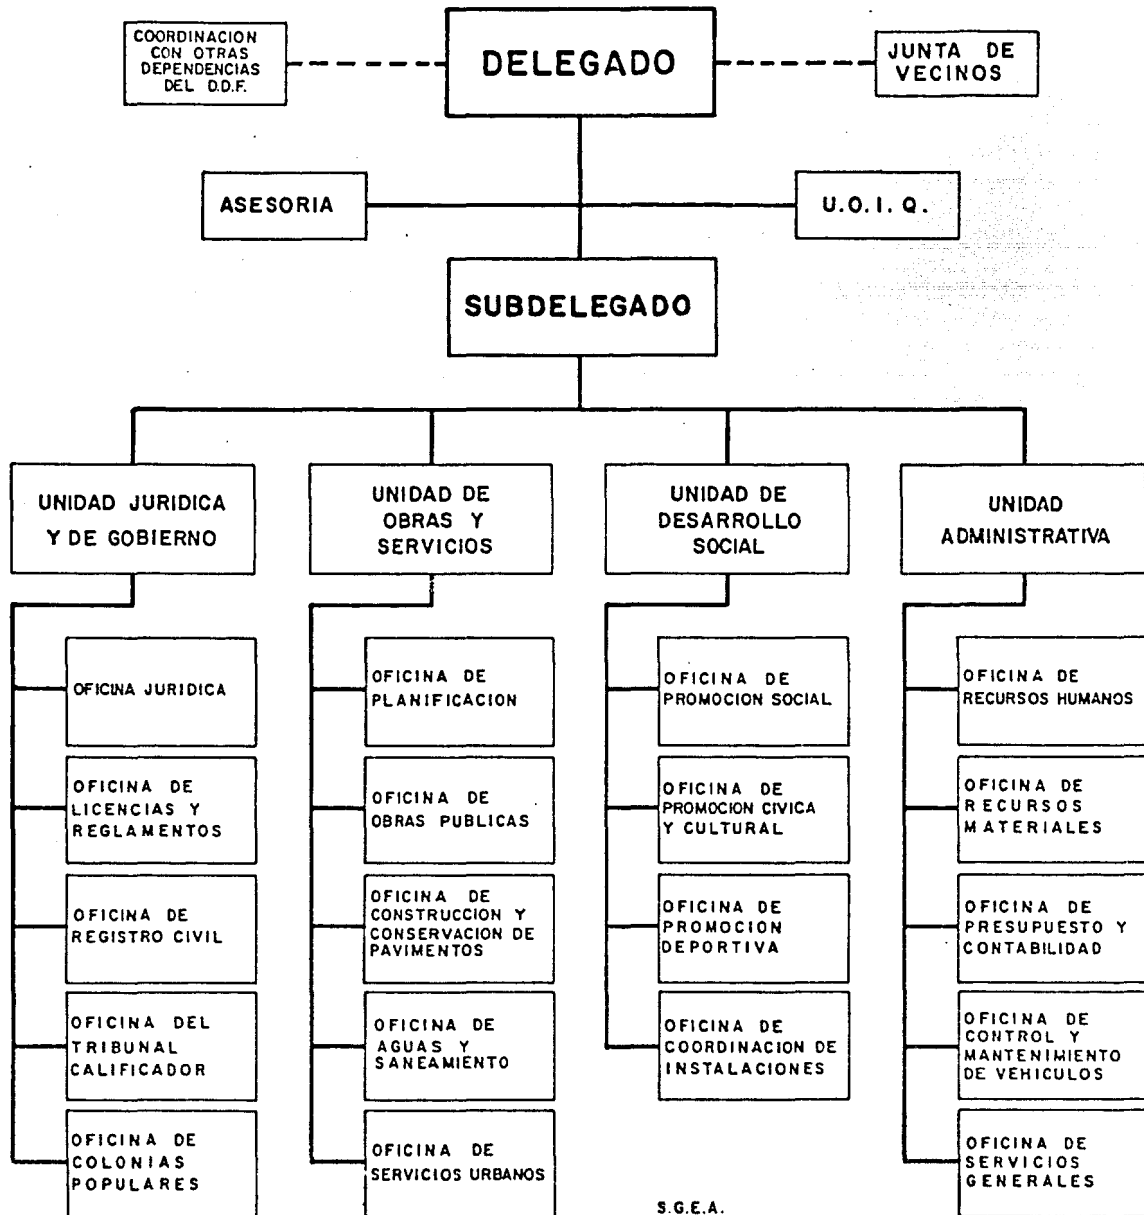 COORDINACION
CON OTRAS
DEPENDENCIAS
DEL D.D.F.
DELEGADO
JUNTA DE
VECINOS
ASESORIA
U.O.I.Q.
SUBDELEGADO
UNIDAD JURIDICA
Y DE GOBIERNO
UNIDAD DE
OBRAS Y
SERVICIOS
UNIDAD DE
DESARROLLO
SOCIAL
UNIDAD
ADMINISTRATIVA
OFICINA JURIDICA
OFICINA DE
LICENCIAS Y
REGLAMENTOS
OFICINA DE
REGISTRO CIVIL
OFICINA DEL
TRIBUNAL
CALIFICADOR
OFICINA DE
COLONIAS
POPULARES
OFICINA DE
PLANIFICACION
OFICINA DE
OBRAS PUBLICAS
OFICINA DE
CONSTRUCCION Y
CONSERVACION DE
PAVIMENTOS
OFICINA DE
AGUAS Y
SANEAMIENTO
OFICINA DE
SERVICIOS URBANOS
OFICINA DE
PROMOCION SOCIAL
OFICINA DE
PROMOCION CIVICA
Y CULTURAL
OFICINA DE
PROMOCION
DEPORTIVA
OFICINA DE
COORDINACION DE
INSTALACIONES
OFICINA DE
RECURSOS HUMANOS
OFICINA DE
RECURSOS
MATERIALES
OFICINA DE
PRESUPUESTO Y
CONTABILIDAD
OFICINA DE
CONTROL Y
MANTENIMIENTO
DE VEHICULOS
OFICINA DE
SERVICIOS
GENERALES
S.G.E.A.